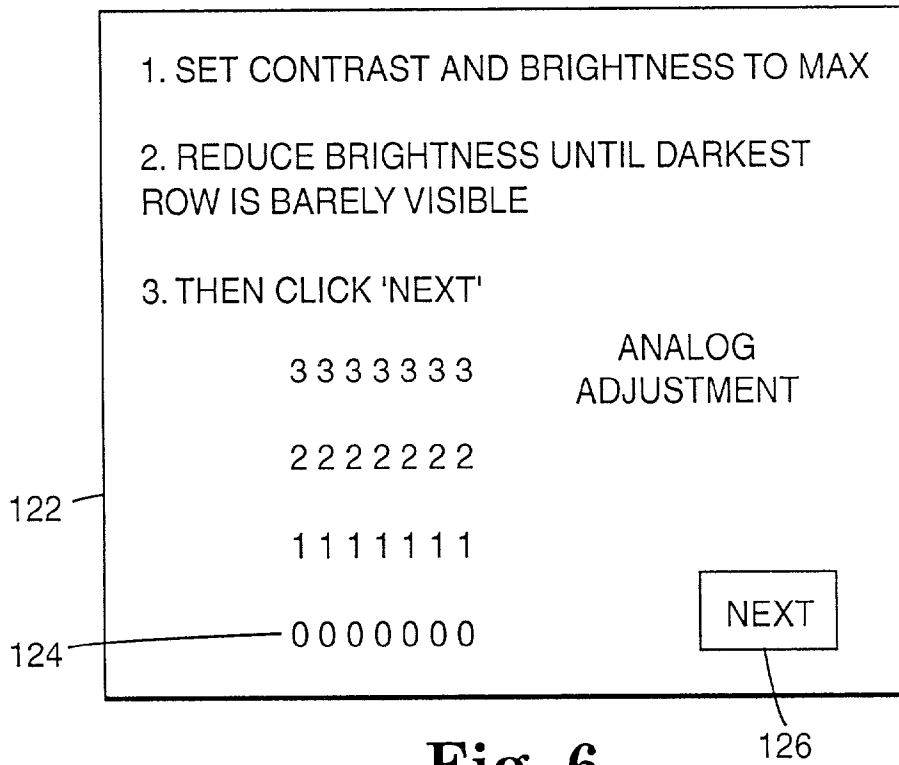 1. SET CONTRAST AND BRIGHTNESS TO MAX
2. REDUCE BRIGHTNESS UNTIL DARKEST
ROW IS BARELY VISIBLE
3. THEN CLICK 'NEXT'
3 3 3 3 3 3 3
ANALOG
ADJUSTMENT
2 2 2 2 2 2 2
122
1 1 1 1 1 1 1
124
0 0 0 0 0 0 0
NEXT
126
Fig. 6